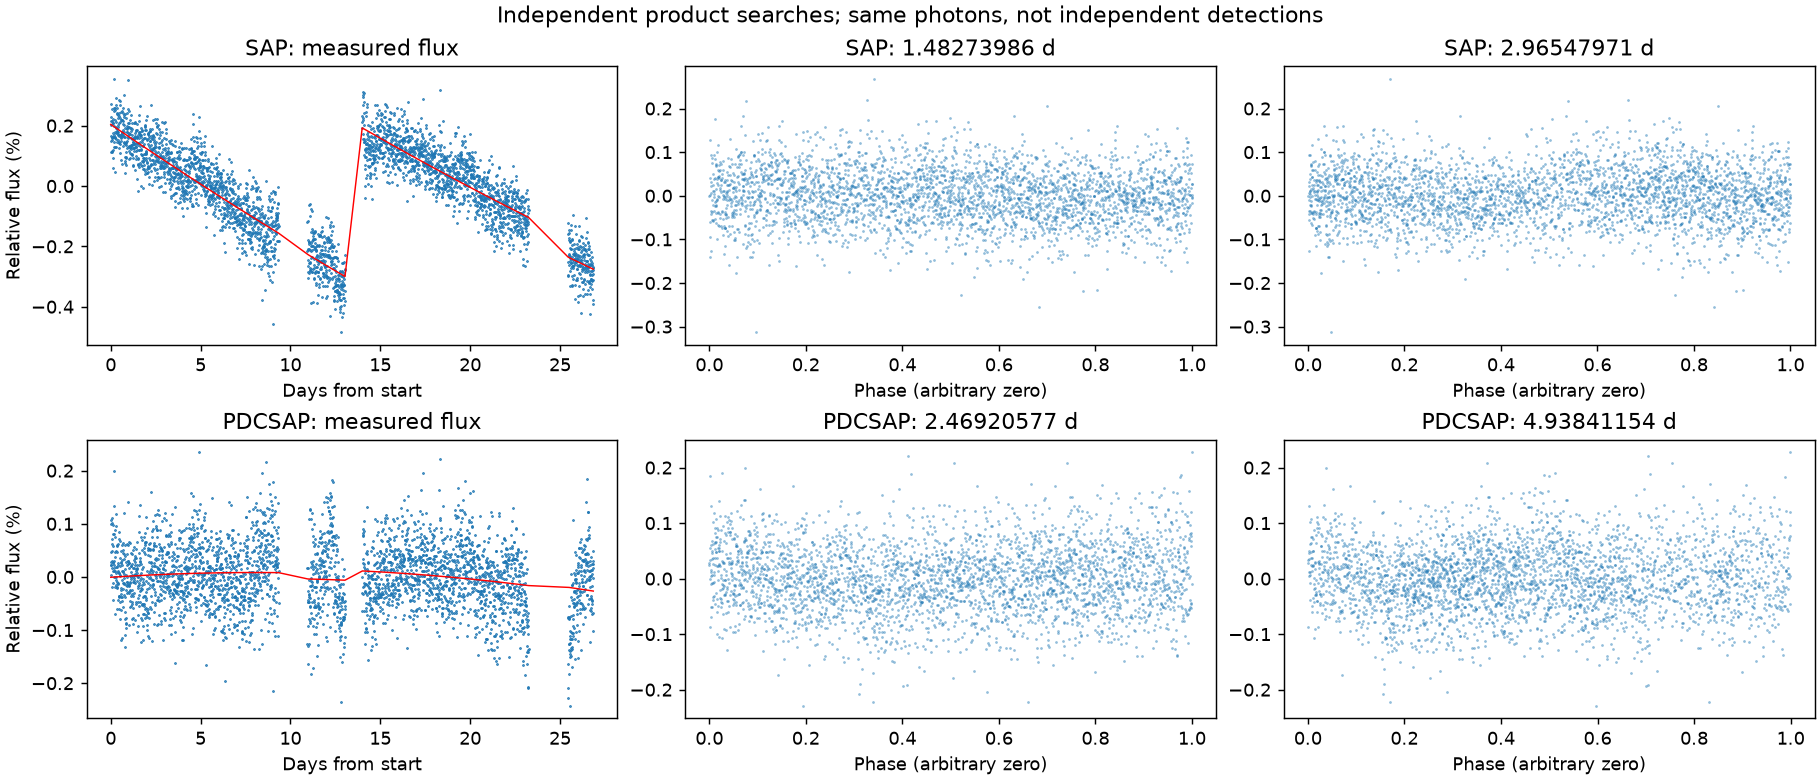 Independent product searches; same photons, not independent detections
SAP: measured flux
Relative flux (%)
0.2
0.0
−0.2
−0.4
0 5 10 15 20 25
Days from start
SAP: 1.48273986 d
0.2
0.1
0.0
−0.1
−0.2
−0.3
0.0 0.2 0.4 0.6 0.8 1.0
Phase (arbitrary zero)
SAP: 2.96547971 d
0.2
0.1
0.0
−0.1
−0.2
−0.3
0.0 0.2 0.4 0.6 0.8 1.0
Phase (arbitrary zero)
PDCSAP: measured flux
Relative flux (%)
0.2
0.1
0.0
−0.1
−0.2
0 5 10 15 20 25
Days from start
PDCSAP: 2.46920577 d
0.2
0.1
0.0
−0.1
−0.2
0.0 0.2 0.4 0.6 0.8 1.0
Phase (arbitrary zero)
PDCSAP: 4.93841154 d
0.2
0.1
0.0
−0.1
−0.2
0.0 0.2 0.4 0.6 0.8 1.0
Phase (arbitrary zero)